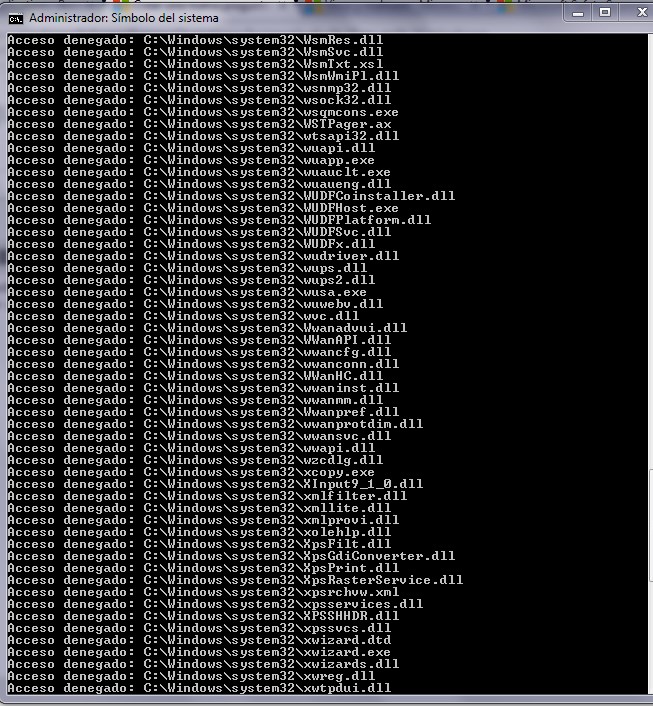 Administrador: Símbolo del sistema
Acceso denegado: C:\Windows\system32\WsmRes.dll
Acceso denegado: C:\Windows\system32\WsmSvc.dll
Acceso denegado: C:\Windows\system32\WsmTxt.xsl
Acceso denegado: C:\Windows\system32\WsmWmiPl.dll
Acceso denegado: C:\Windows\system32\wsnmp32.dll
Acceso denegado: C:\Windows\system32\wsock32.dll
Acceso denegado: C:\Windows\system32\wsqmcons.exe
Acceso denegado: C:\Windows\system32\WSTPager.ax
Acceso denegado: C:\Windows\system32\wtsapi32.dll
Acceso denegado: C:\Windows\system32\wuapi.dll
Acceso denegado: C:\Windows\system32\wuapp.exe
Acceso denegado: C:\Windows\system32\wuauclt.exe
Acceso denegado: C:\Windows\system32\wuaueng.dll
Acceso denegado: C:\Windows\system32\WUDFCoinstaller.dll
Acceso denegado: C:\Windows\system32\WUDFHost.exe
Acceso denegado: C:\Windows\system32\WUDFPlatform.dll
Acceso denegado: C:\Windows\system32\WUDFSvc.dll
Acceso denegado: C:\Windows\system32\WUDFx.dll
Acceso denegado: C:\Windows\system32\wudriver.dll
Acceso denegado: C:\Windows\system32\wups.dll
Acceso denegado: C:\Windows\system32\wups2.dll
Acceso denegado: C:\Windows\system32\wusa.exe
Acceso denegado: C:\Windows\system32\wuwebv.dll
Acceso denegado: C:\Windows\system32\wvc.dll
Acceso denegado: C:\Windows\system32\Wwanadvui.dll
Acceso denegado: C:\Windows\system32\WWanAPI.dll
Acceso denegado: C:\Windows\system32\wwancfg.dll
Acceso denegado: C:\Windows\system32\wwanconn.dll
Acceso denegado: C:\Windows\system32\WWanHC.dll
Acceso denegado: C:\Windows\system32\wwaninst.dll
Acceso denegado: C:\Windows\system32\wwanmm.dll
Acceso denegado: C:\Windows\system32\Wwanpref.dll
Acceso denegado: C:\Windows\system32\wwanprotdim.dll
Acceso denegado: C:\Windows\system32\wwansvc.dll
Acceso denegado: C:\Windows\system32\wwapi.dll
Acceso denegado: C:\Windows\system32\wzcdlg.dll
Acceso denegado: C:\Windows\system32\xcopy.exe
Acceso denegado: C:\Windows\system32\XInput9_1_0.dll
Acceso denegado: C:\Windows\system32\xmlfilter.dll
Acceso denegado: C:\Windows\system32\xmllite.dll
Acceso denegado: C:\Windows\system32\xmlprovi.dll
Acceso denegado: C:\Windows\system32\xolehlp.dll
Acceso denegado: C:\Windows\system32\XpsFilt.dll
Acceso denegado: C:\Windows\system32\XpsGdiConverter.dll
Acceso denegado: C:\Windows\system32\XpsPrint.dll
Acceso denegado: C:\Windows\system32\XpsRasterService.dll
Acceso denegado: C:\Windows\system32\xpsrchvw.xml
Acceso denegado: C:\Windows\system32\xpsservices.dll
Acceso denegado: C:\Windows\system32\XPSSHHDR.dll
Acceso denegado: C:\Windows\system32\xpssvcs.dll
Acceso denegado: C:\Windows\system32\xwizard.dtd
Acceso denegado: C:\Windows\system32\xwizard.exe
Acceso denegado: C:\Windows\system32\xwizards.dll
Acceso denegado: C:\Windows\system32\xwreg.dll
Acceso denegado: C:\Windows\system32\xwtpdui.dll